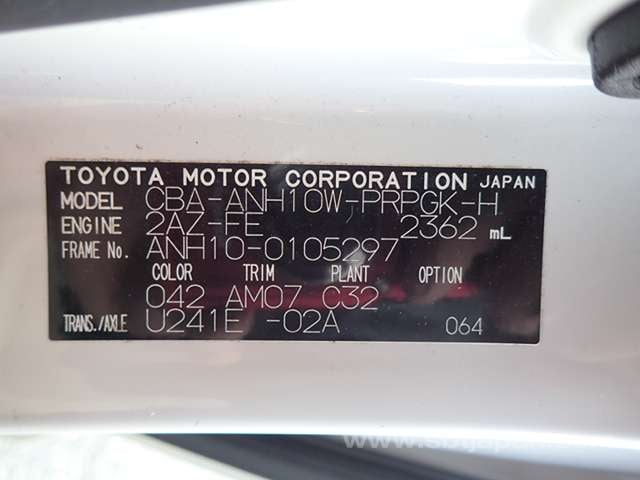 TOYOTA MOTOR CORPORATION JAPAN
MODEL CBA-ANH10W-PRPGK-H
ENGINE 2AZ-FE 2362 mL
FRAME No. ANH10-0105297
COLOR TRIM PLANT OPTION
042 AM07 C32
TRANS./AXLE U241E -02A 064